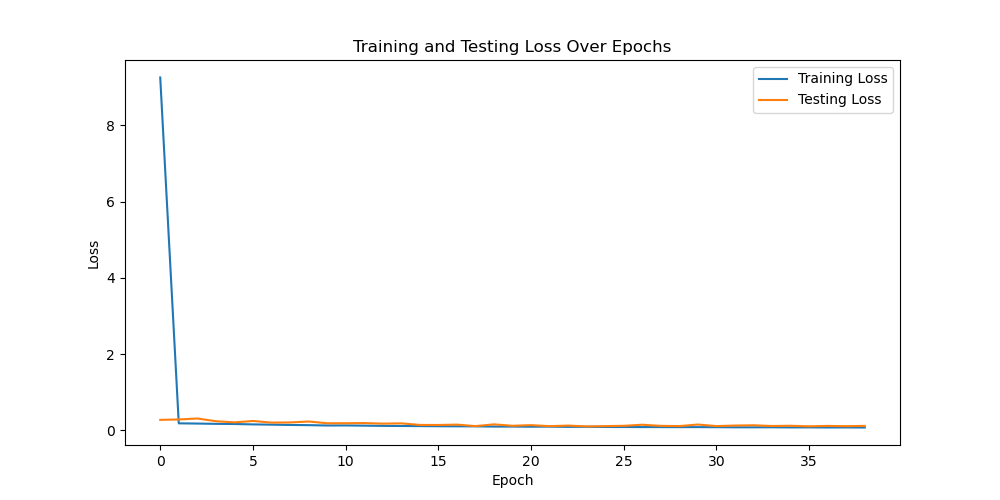 Training and Testing Loss Over Epochs
Training Loss
Testing Loss
Loss
8
6
4
2
0
0 5 10 15 20 25 30 35
Epoch